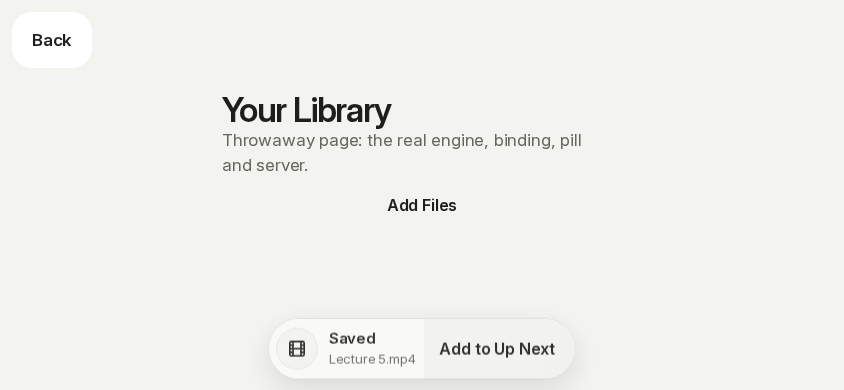 Back
Your Library
Throwaway page: the real engine, binding, pill
and server.
Add Files
Saved
Lecture 5.mp4
Add to Up Next